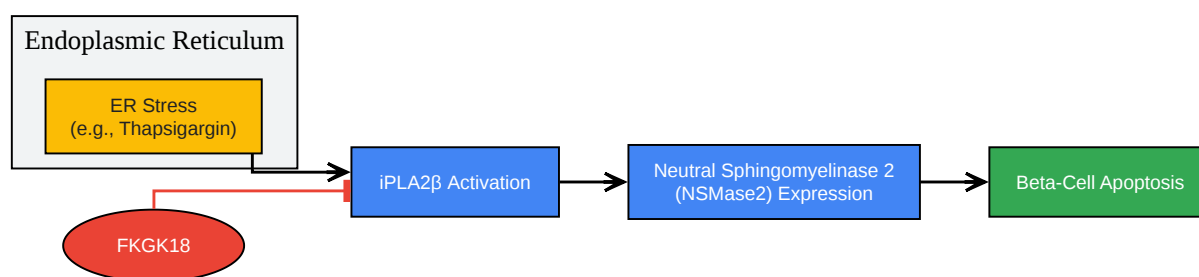 Endoplasmic Reticulum
ER Stress
(e.g., Thapsigargin)
iPLA2β Activation
Neutral Sphingomyelinase 2
(NSMase2) Expression
Beta-Cell Apoptosis
FKGK18